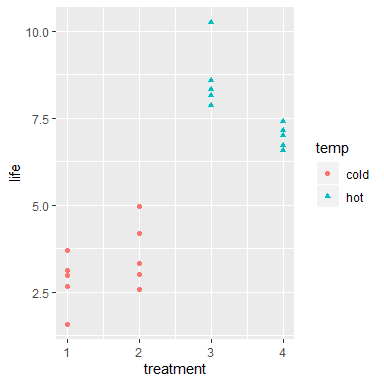 10.0
7.5
5.0
2.5
life
1 2 3 4
treatment
temp
cold
hot